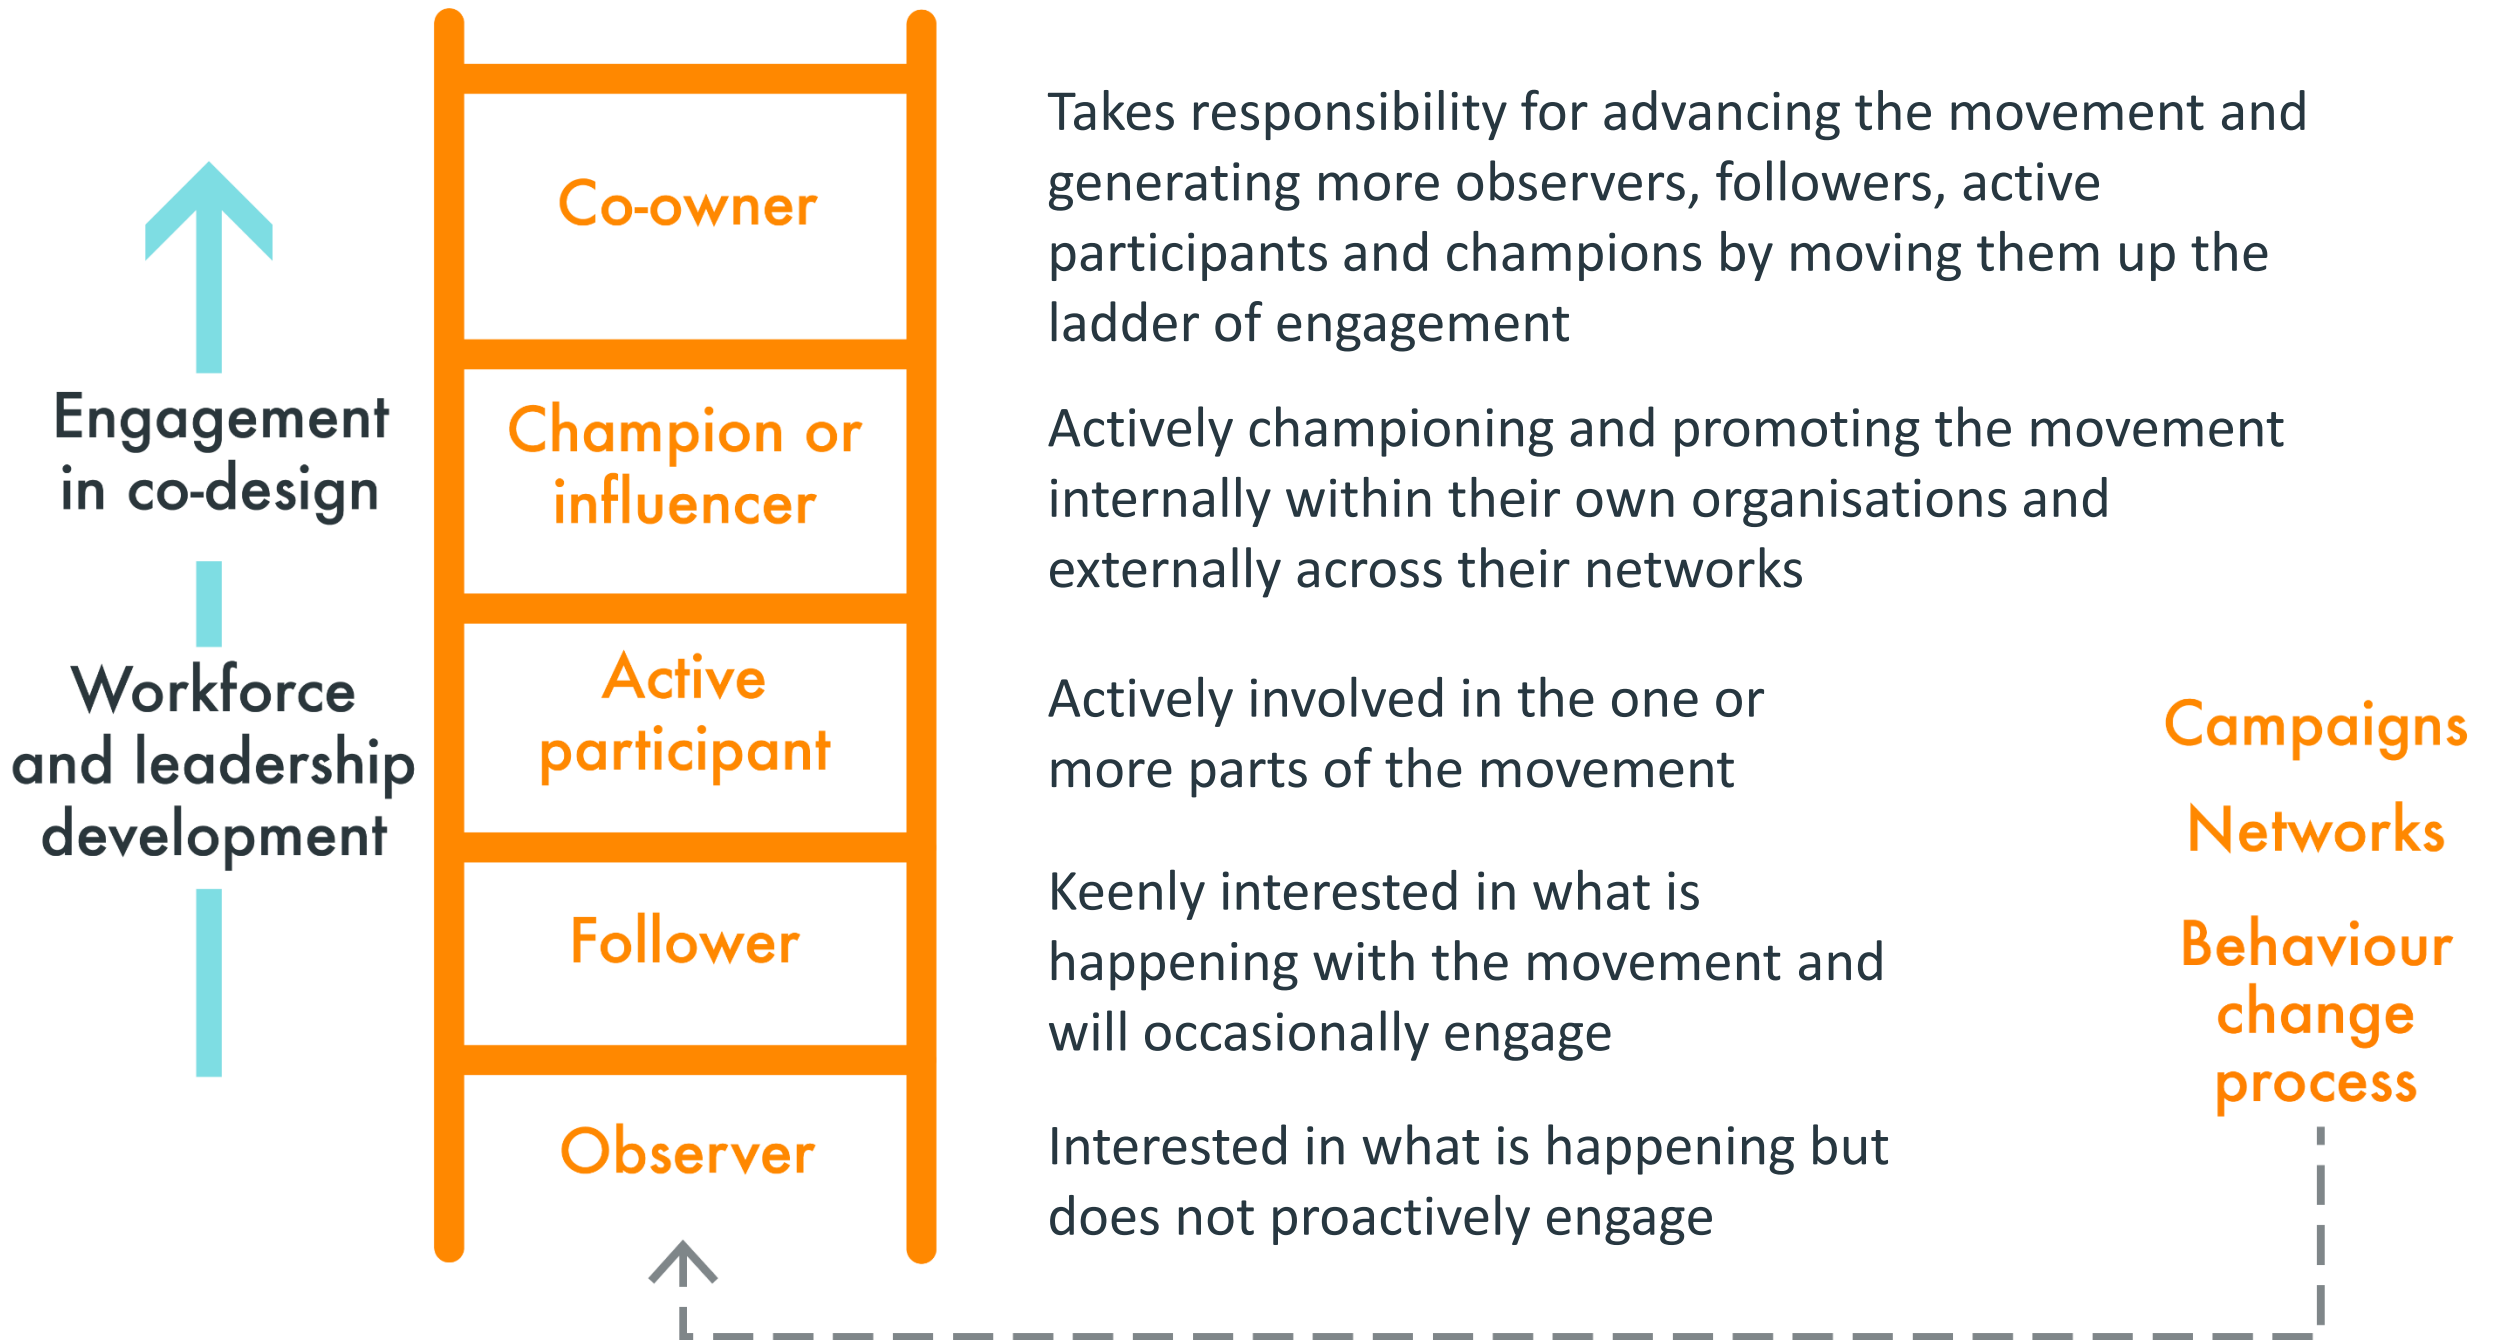 Engagement
in co-design
Workforce
and leadership
development
Co-owner
Takes responsibility for advancing the movement and
generating more observers, followers, active
participants and champions by moving them up the
ladder of engagement
Champion or
influencer
Actively championing and promoting the movement
internally within their own organisations and
externally across their networks
Active
participant
Actively involved in the one or
more parts of the movement
Follower
Keenly interested in what is
happening with the movement and
will occasionally engage
Observer
Interested in what is happening but
does not proactively engage
Campaigns
Networks
Behaviour
change
process